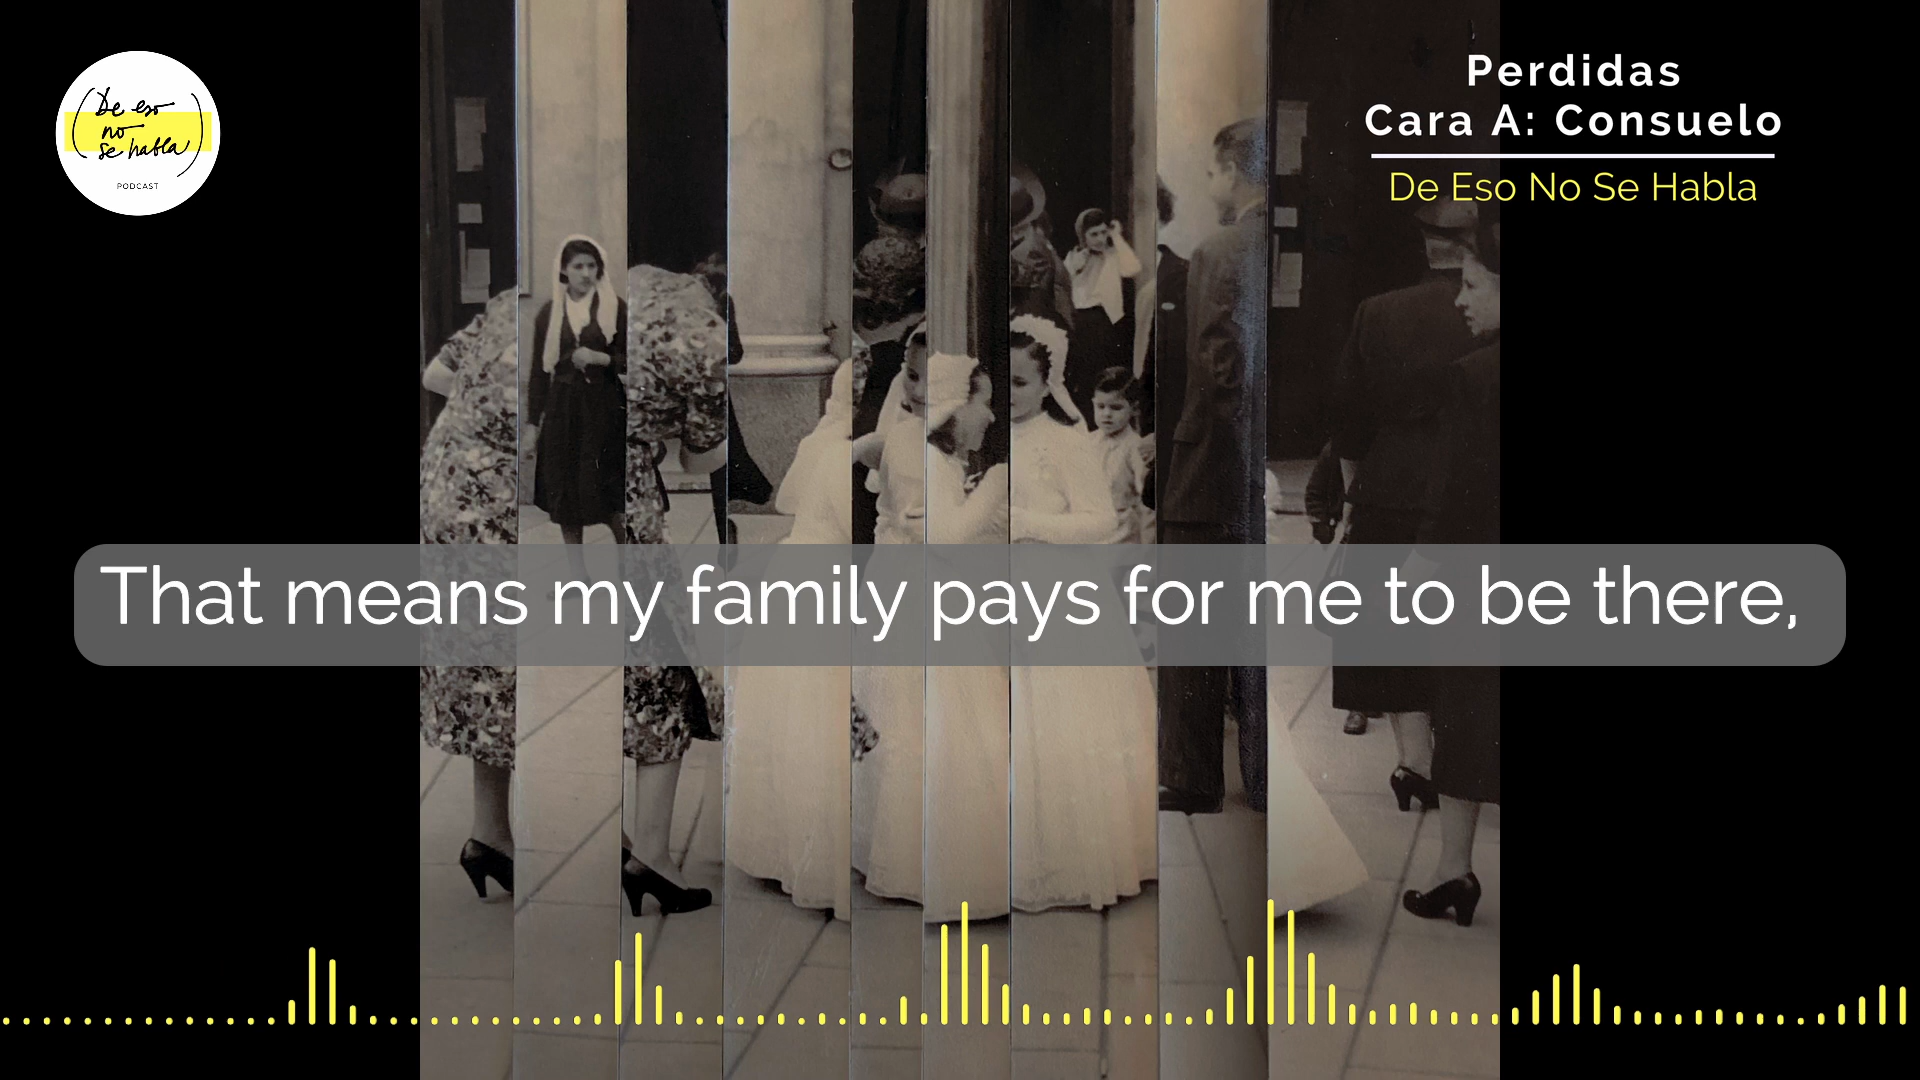 (De eso
no
se habla)
PODCAST
Perdidas
Cara A: Consuelo
De Eso No Se Habla
That means my family pays for me to be there,